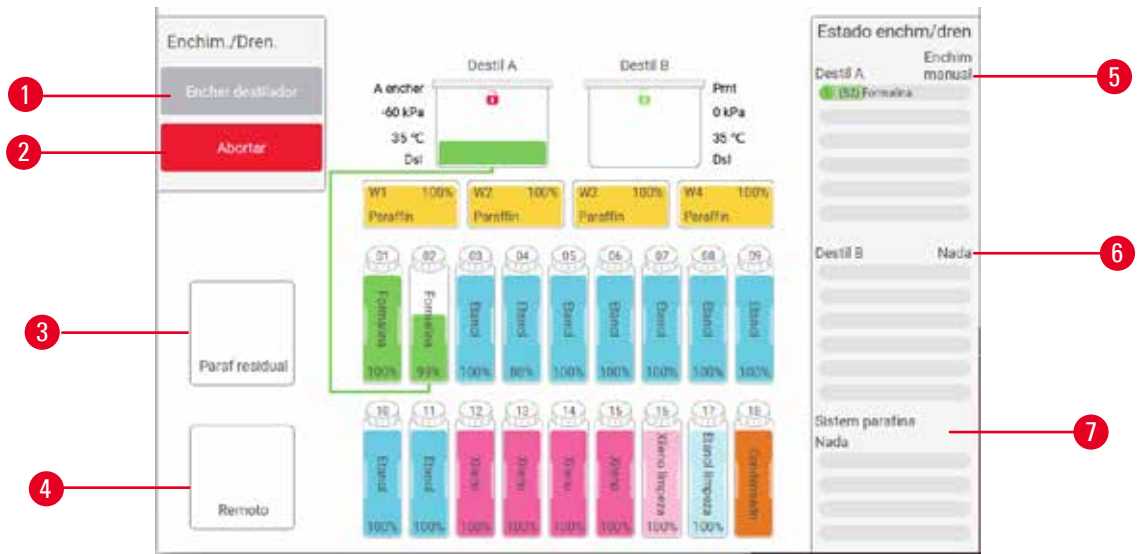 Enchim./Dren.
Encher destilador
Abortar
Paraf residual
Remoto
Destil A
Destil B
A encher
-60 kPa
35 °C
Dsl
Prnt
0 kPa
35 °C
Dsl
W1 100%
Paraffin
W2 100%
Paraffin
W2 100%
Paraffin
W4 100%
Paraffin
01
02
03
04
05
06
07
08
09
Formalina
Formalina
Etanol
Etanol
Etanol
Etanol
Etanol
Etanol
Etanol
100%
99%
100%
86%
100%
100%
100%
100%
100%
10
11
12
13
14
15
16
17
18
Etanol
Etanol
Xileno
Xileno
Xileno
Xileno
Xileno limpeza
Etanol limpeza
Condensador
100%
100%
100%
100%
100%
100%
100%
100%
Estado enchm/dren
Enchim
Destil A manual
(S2) Formalina
Destil B Nada
Sistem parafina
Nada
1
2
3
4
5
6
7